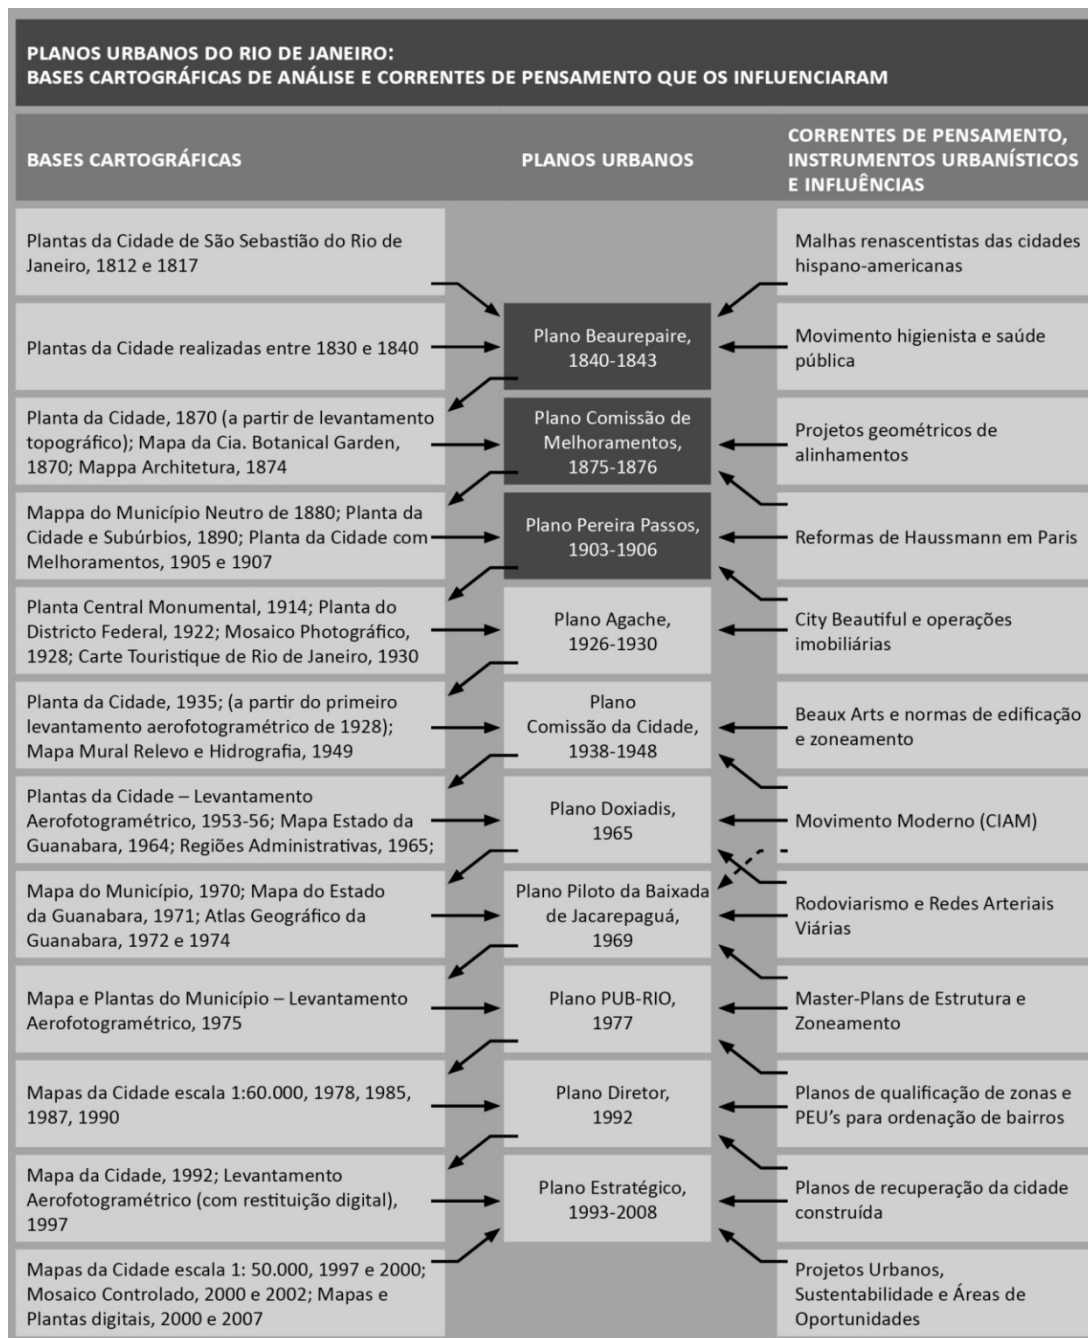 PLANOS URBANOS DO RIO DE JANEIRO:
BASES CARTOGRÁFICAS DE ANÁLISE E CORRENTES DE PENSAMENTO QUE OS INFLUENCIARAM
BASES CARTOGRÁFICAS
PLANOS URBANOS
CORRENTES DE PENSAMENTO,
INSTRUMENTOS URBANÍSTICOS
E INFLUÊNCIAS
Plantas da Cidade de São Sebastião do Rio de
Janeiro, 1812 e 1817
Malhas renascentistas das cidades
hispano-americanas
Plantas da Cidade realizadas entre 1830 e 1840
Plano Beaurepaire,
1840-1843
Movimento higienista e saúde
pública
Planta da Cidade, 1870 (a partir de levantamento
topográfico); Mapa da Cia. Botanical Garden,
1870; Mappa Architetura, 1874
Plano Comissão de
Melhoramentos,
1875-1876
Projetos geométricos de
alinhamentos
Mappa do Município Neutro de 1880; Planta da
Cidade e Subúrbios, 1890; Planta da Cidade com
Melhoramentos, 1905 e 1907
Plano Pereira Passos,
1903-1906
Reformas de Haussmann em Paris
Planta Central Monumental, 1914; Planta do
Districto Federal, 1922; Mosaico Photográfico,
1928; Carte Touristique de Rio de Janeiro, 1930
Plano Agache,
1926-1930
City Beautiful e operações
imobiliárias
Planta da Cidade, 1935; (a partir do primeiro
levantamento aerofotogramétrico de 1928);
Mapa Mural Relevo e Hidrografia, 1949
Plano
Comissão da Cidade,
1938-1948
Beaux Arts e normas de edificação
e zoneamento
Plantas da Cidade – Levantamento
Aerofotogramétrico, 1953-56; Mapa Estado da
Guanabara, 1964; Regiões Administrativas, 1965;
Plano Doxiadis,
1965
Movimento Moderno (CIAM)
Mapa do Município, 1970; Mapa do Estado
da Guanabara, 1971; Atlas Geográfico da
Guanabara, 1972 e 1974
Plano Piloto da Baixada
de Jacarepaguá,
1969
Rodoviarismo e Redes Arteriais
Viárias
Mapa e Plantas do Município – Levantamento
Aerofotogramétrico, 1975
Plano PUB-RIO,
1977
Master-Plans de Estrutura e
Zoneamento
Mapas da Cidade escala 1:60.000, 1978, 1985,
1987, 1990
Plano Diretor,
1992
Planos de qualificação de zonas e
PEU’s para ordenação de bairros
Mapa da Cidade, 1992; Levantamento
Aerofotogramétrico (com restituição digital),
1997
Plano Estratégico,
1993-2008
Planos de recuperação da cidade
construída
Mapas da Cidade escala 1: 50.000, 1997 e 2000;
Mosaico Controlado, 2000 e 2002; Mapas e
Plantas digitais, 2000 e 2007
Projetos Urbanos,
Sustentabilidade e Áreas de
Oportunidades